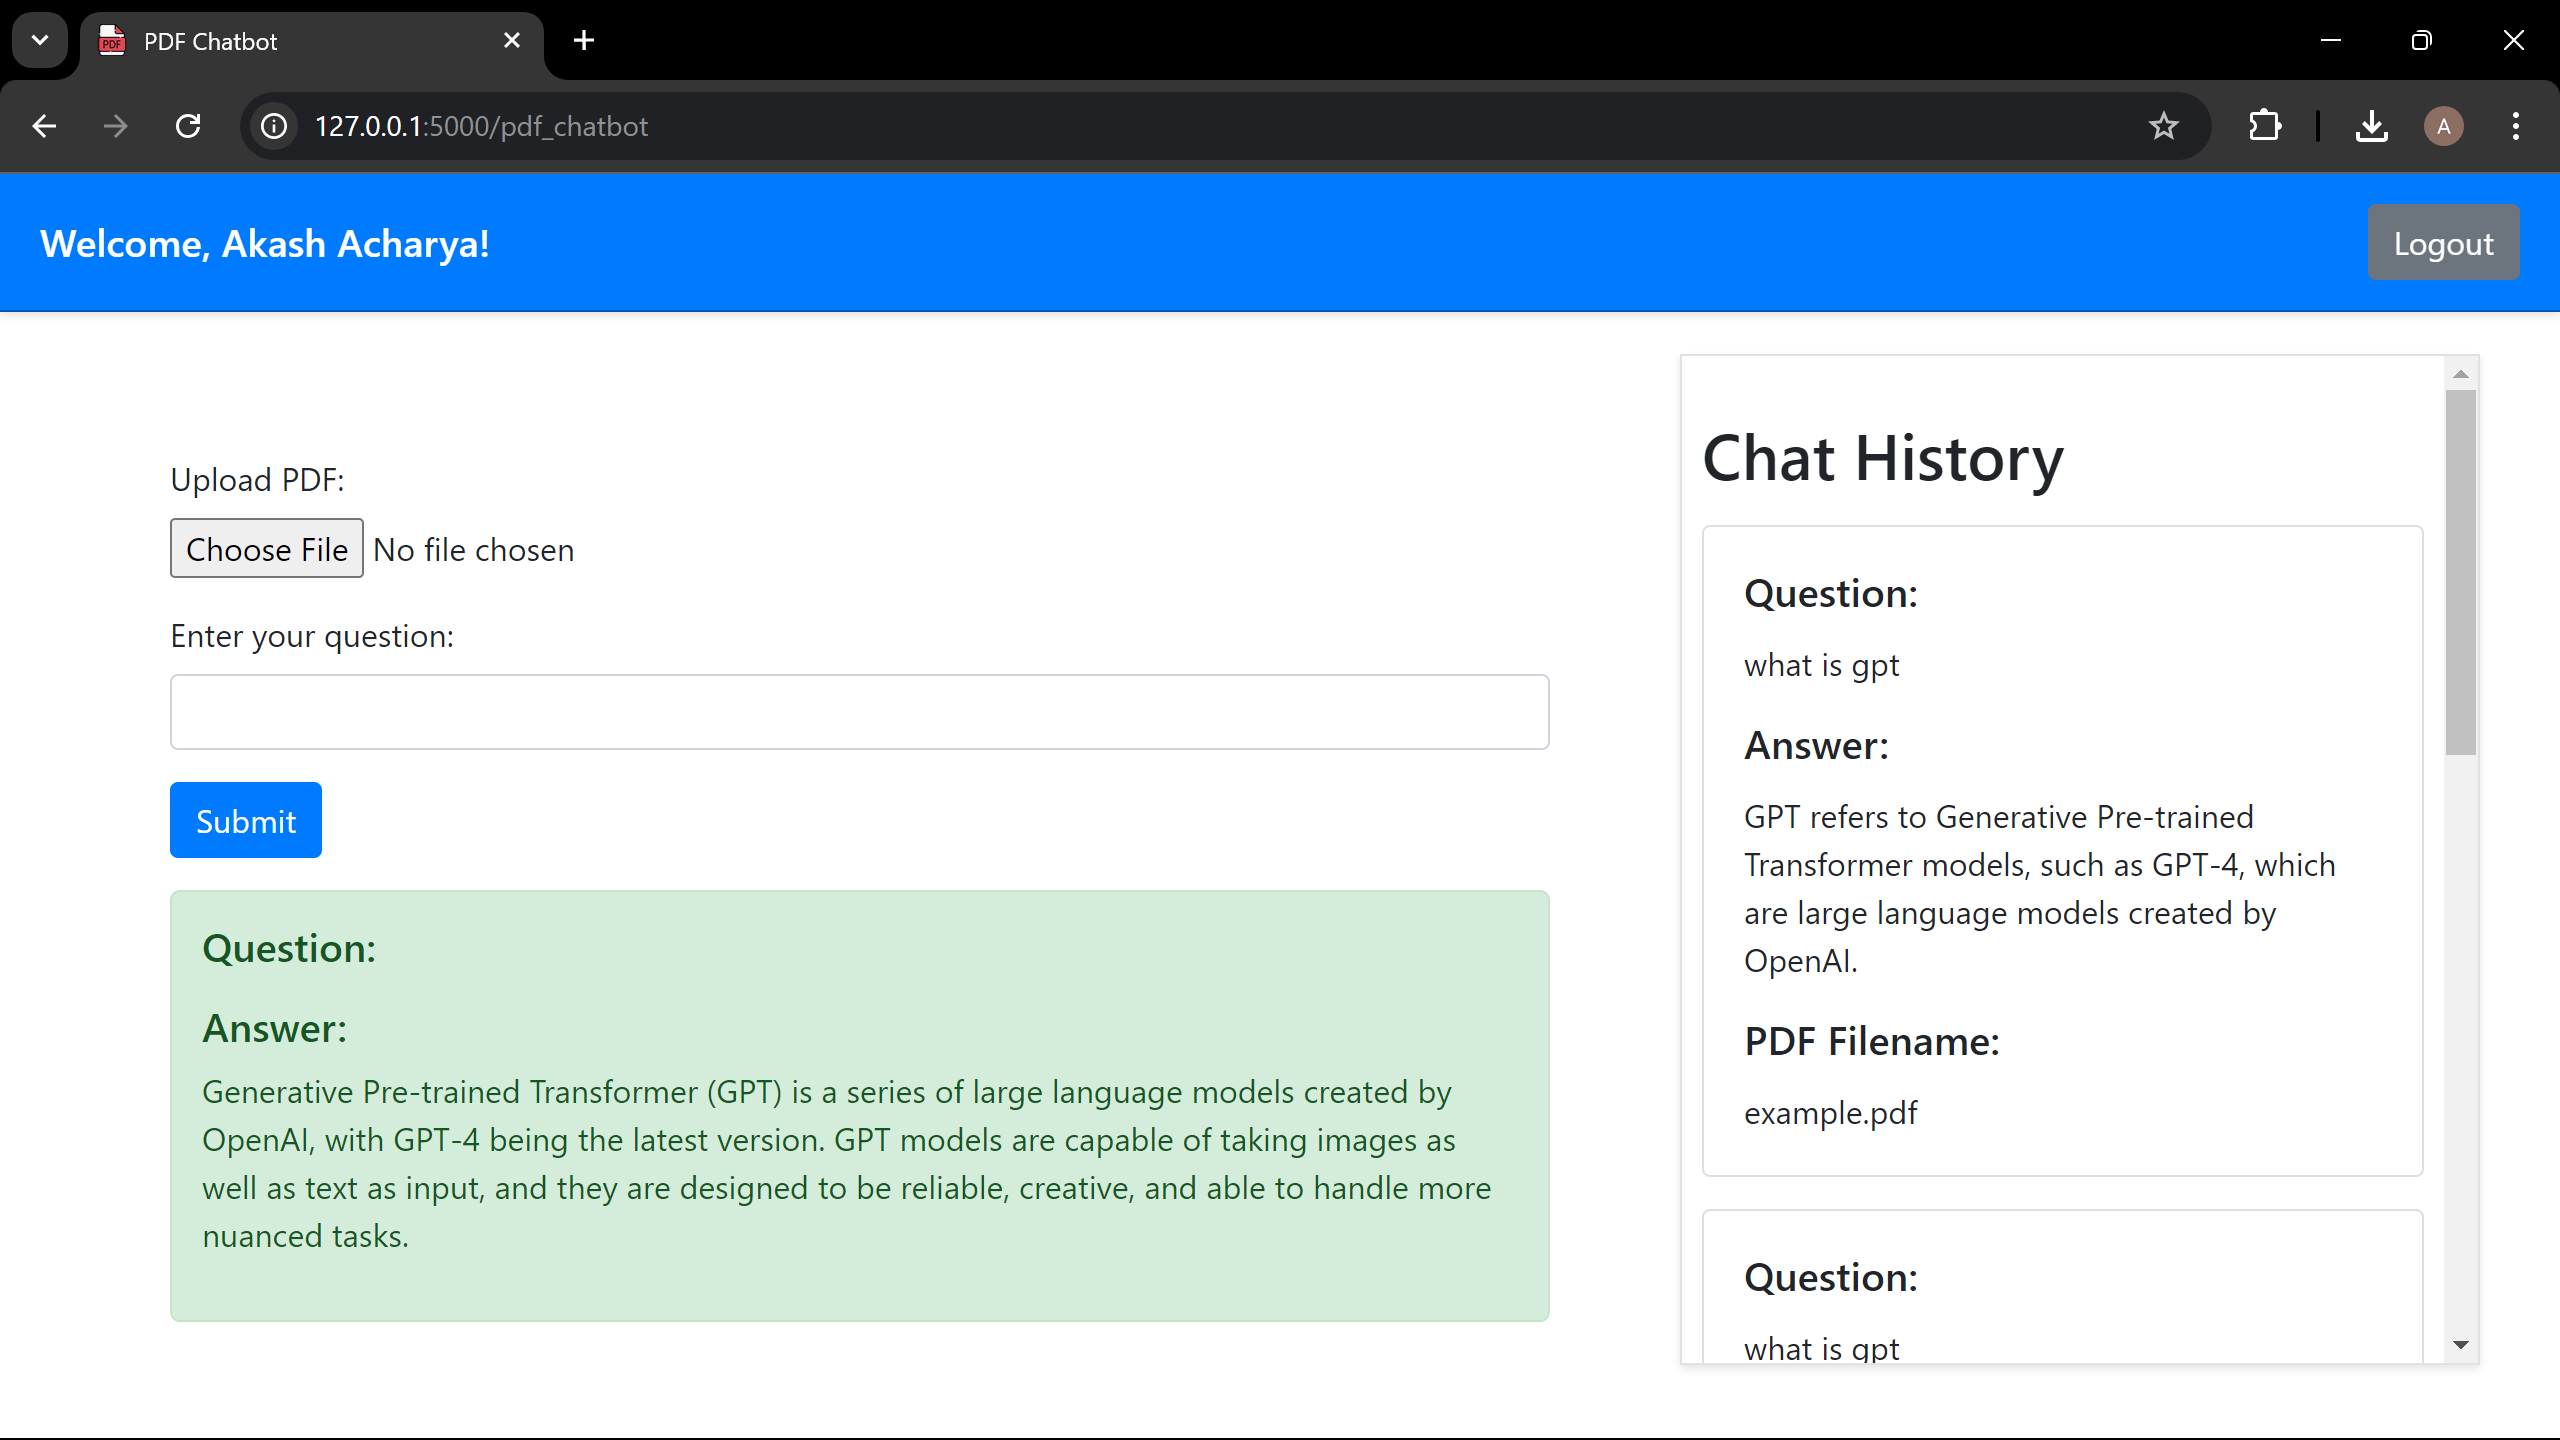 PDF Chatbot
127.0.0.1:5000/pdf_chatbot
A
Welcome, Akash Acharya!
Logout
Upload PDF:
Choose File No file chosen
Enter your question:
Submit
Question:
Answer:
Generative Pre-trained Transformer (GPT) is a series of large language models created by
OpenAI, with GPT-4 being the latest version. GPT models are capable of taking images as
well as text as input, and they are designed to be reliable, creative, and able to handle more
nuanced tasks.
Chat History
Question:
what is gpt
Answer:
GPT refers to Generative Pre-trained
Transformer models, such as GPT-4, which
are large language models created by
OpenAI.
PDF Filename:
example.pdf
Question:
what is gpt